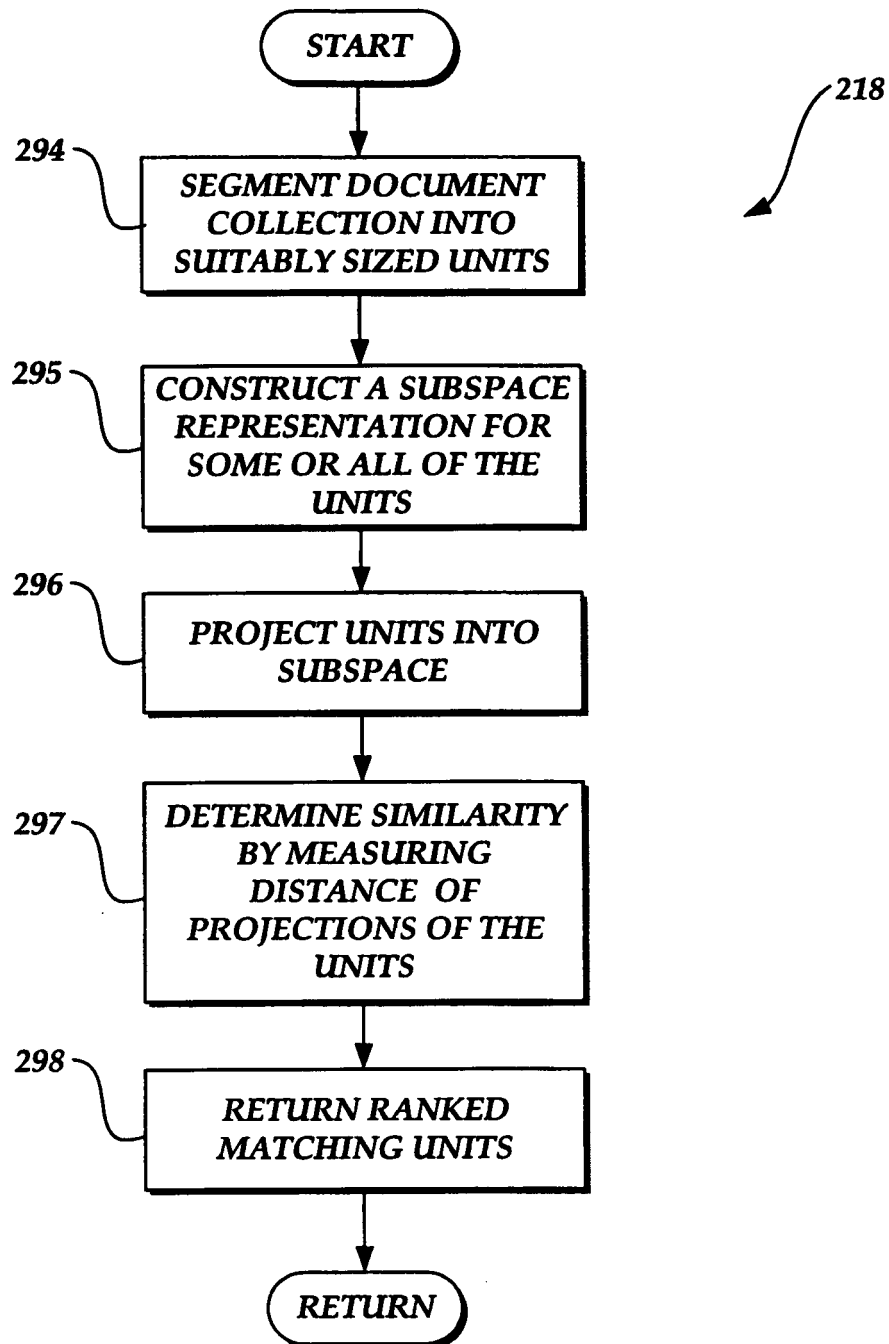 START
218
294
SEGMENT DOCUMENT
COLLECTION INTO
SUITABLY SIZED UNITS
295
CONSTRUCT A SUBSPACE
REPRESENTATION FOR
SOME OR ALL OF THE
UNITS
296
PROJECT UNITS INTO
SUBSPACE
297
DETERMINE SIMILARITY
BY MEASURING
DISTANCE OF
PROJECTIONS OF THE
UNITS
298
RETURN RANKED
MATCHING UNITS
RETURN